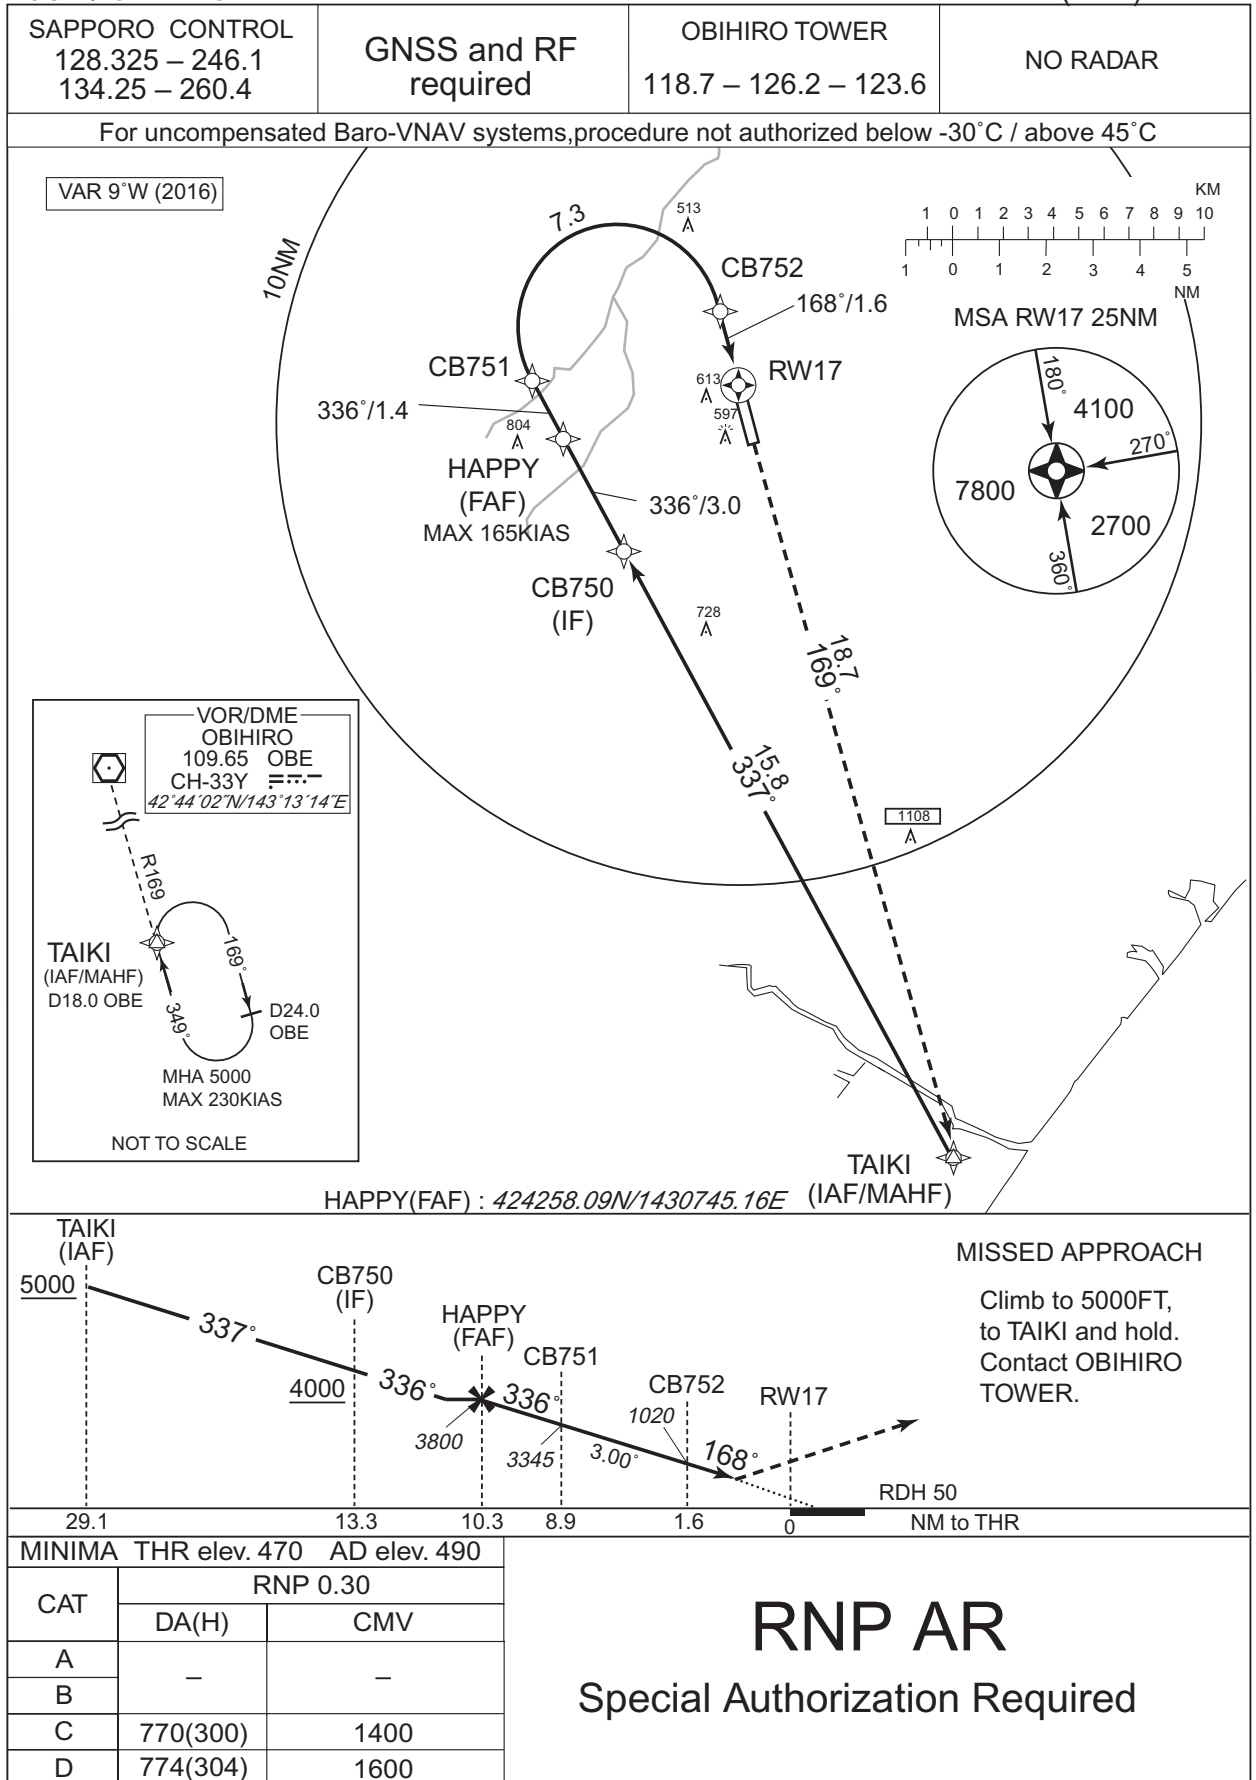 SAPPORO CONTROL
128.325 – 246.1
134.25 – 260.4
GNSS and RF
required
OBIHIRO TOWER
118.7 – 126.2 – 123.6
NO RADAR
For uncompensated Baro-VNAV systems,procedure not authorized below -30˚C / above 45˚C
VAR 9˚W (2016)
10NM
7.3
513
CB752
168˚/1.6
KM
1 0 1 2 3 4 5 6 7 8 9 10
1 0 1 2 3 4 5
NM
MSA RW17 25NM
180˚
4100
270˚
7800
2700
360˚
CB751
336˚/1.4
613
RW17
597
804
HAPPY
(FAF)
MAX 165KIAS
336˚/3.0
CB750
(IF)
728
18.7
169˚
15.8
337˚
1108
VOR/DME
OBIHIRO
109.65 OBE
CH-33Y
42˚44´02˝N/143˚13´14˝E
R169
TAIKI
(IAF/MAHF)
D18.0 OBE
169˚
349˚
D24.0
OBE
MHA 5000
MAX 230KIAS
NOT TO SCALE
TAIKI
(IAF/MAHF)
HAPPY(FAF) : 424258.09N/1430745.16E
TAIKI
(IAF)
5000
337˚
CB750
(IF)
4000
336˚
HAPPY
(FAF)
3800
336˚
CB751
3345
3.00˚
CB752
1020
168˚
RW17
RDH 50
29.1 13.3 10.3 8.9 1.6 0 NM to THR
MISSED APPROACH
Climb to 5000FT,
to TAIKI and hold.
Contact OBIHIRO
TOWER.
MINIMA THR elev. 470 AD elev. 490
CAT
RNP 0.30
DA(H) CMV
A
– –
B
C 770(300) 1400
D 774(304) 1600
RNP AR
Special Authorization Required